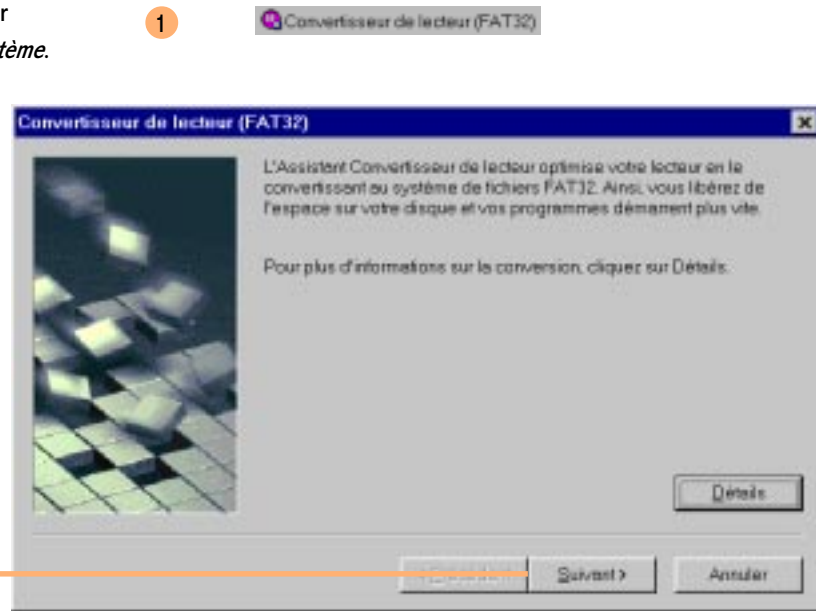 r
tème.
1
Convertisseur de lecteur (FAT32)
Convertisseur de lecteur (FAT32)
L'Assistant Convertisseur de lecteur optimise votre lecteur en le
convertissant au système de fichiers FAT32. Ainsi, vous libérez de
l'espace sur votre disque et vos programmes démarrent plus vite.
Pour plus d'informations sur la conversion, cliquez sur Détails.
Détails
Suivant >
Annuler